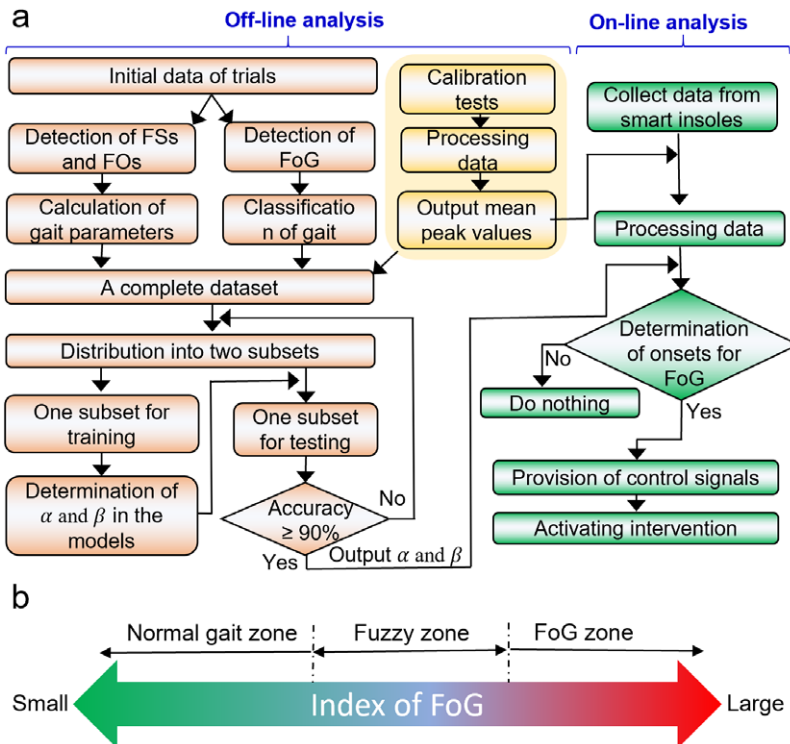 a
Off-line analysis
On-line analysis
Initial data of trials
Detection of FSs
and FOs
Detection of
FoG
Calculation of
gait parameters
Classificatio
n of gait
Calibration
tests
Processing
data
Output mean
peak values
A complete dataset
Distribution into two subsets
One subset for
training
One subset
for testing
Determination of
α and β in the
models
Accuracy
≥ 90%
No
Yes
Output α and β
Collect data from
smart insoles
Processing data
Determination
of onsets for
FoG
No
Yes
Do nothing
Provision of control signals
Activating intervention
b
Normal gait zone
Fuzzy zone
FoG zone
Small
Index of FoG
Large